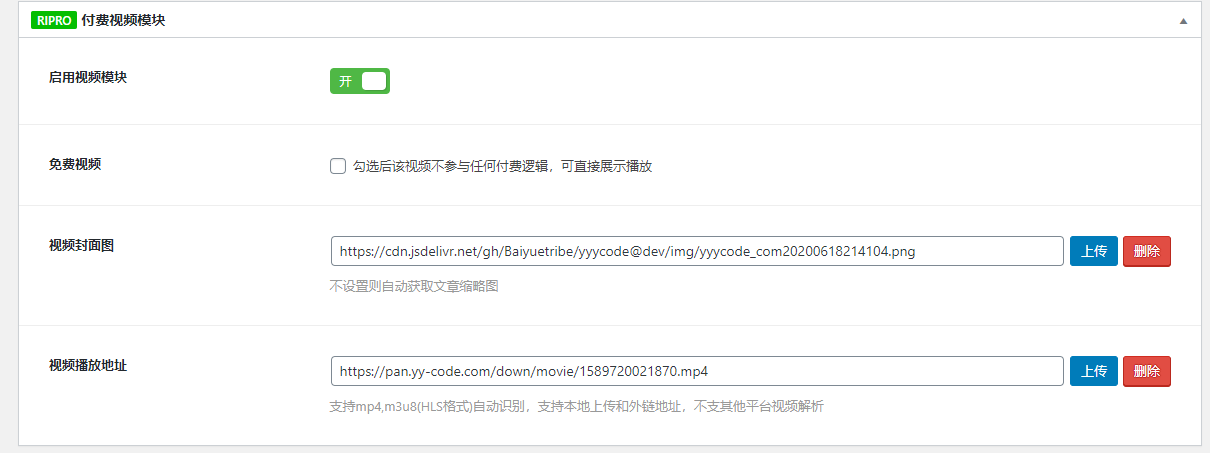 RIPRO 付费视频模块
启用视频模块
开
免费视频
勾选后该视频不参与任何付费逻辑，可直接展示播放
视频封面图
https://cdn.jsdelivr.net/gh/Baiyuetribe/yyycode@dev/img/yyycode_com20200618214104.png 上传 删除
不设置则自动获取文章缩略图
视频播放地址
https://pan.yy-code.com/down/movie/1589720021870.mp4 上传 删除
支持mp4,m3u8(HLS格式)自动识别，支持本地上传和外链地址，不支其他平台视频解析